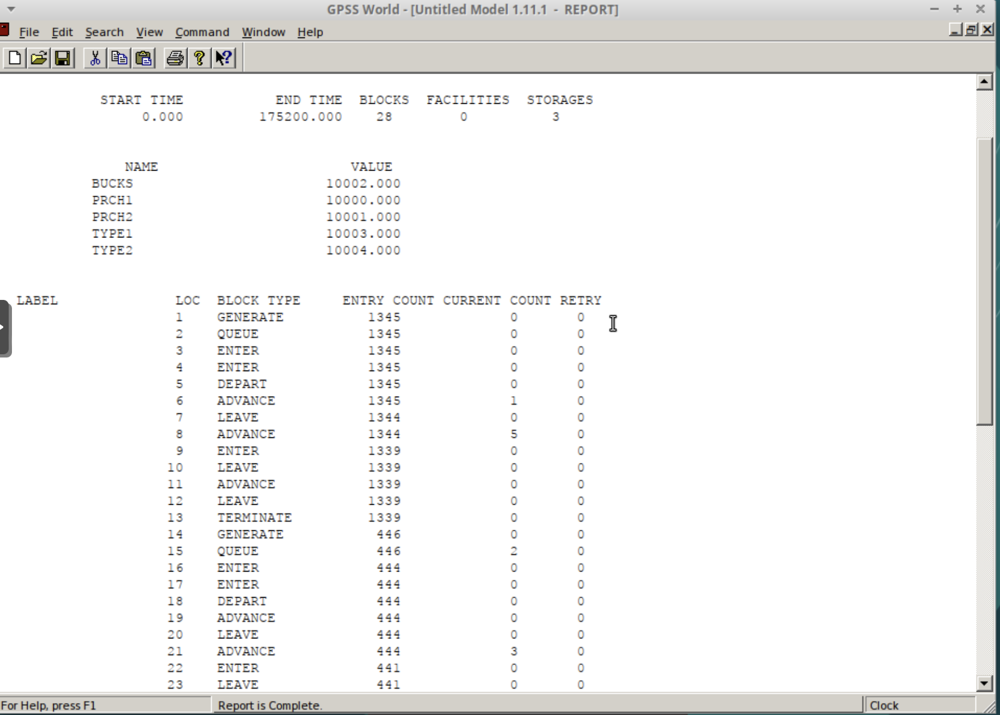 GPSS World - [Untitled Model 1.11.1 - REPORT]
File Edit Search View Command Window Help
START TIME END TIME BLOCKS FACILITIES STORAGES
0.000 175200.000 28 0 3
NAME VALUE
BUCKS 10002.000
PRCH1 10000.000
PRCH2 10001.000
TYPE1 10003.000
TYPE2 10004.000
LABEL LOC BLOCK TYPE ENTRY COUNT CURRENT COUNT RETRY
1 GENERATE 1345 0 0
2 QUEUE 1345 0 0
3 ENTER 1345 0 0
4 ENTER 1345 0 0
5 DEPART 1345 0 0
6 ADVANCE 1345 1 0
7 LEAVE 1344 0 0
8 ADVANCE 1344 5 0
9 ENTER 1339 0 0
10 LEAVE 1339 0 0
11 ADVANCE 1339 0 0
12 LEAVE 1339 0 0
13 TERMINATE 1339 0 0
14 GENERATE 446 0 0
15 QUEUE 446 2 0
16 ENTER 444 0 0
17 ENTER 444 0 0
18 DEPART 444 0 0
19 ADVANCE 444 0 0
20 LEAVE 444 0 0
21 ADVANCE 444 3 0
22 ENTER 441 0 0
23 LEAVE 441 0 0
For Help, press F1 Report is Complete. Clock